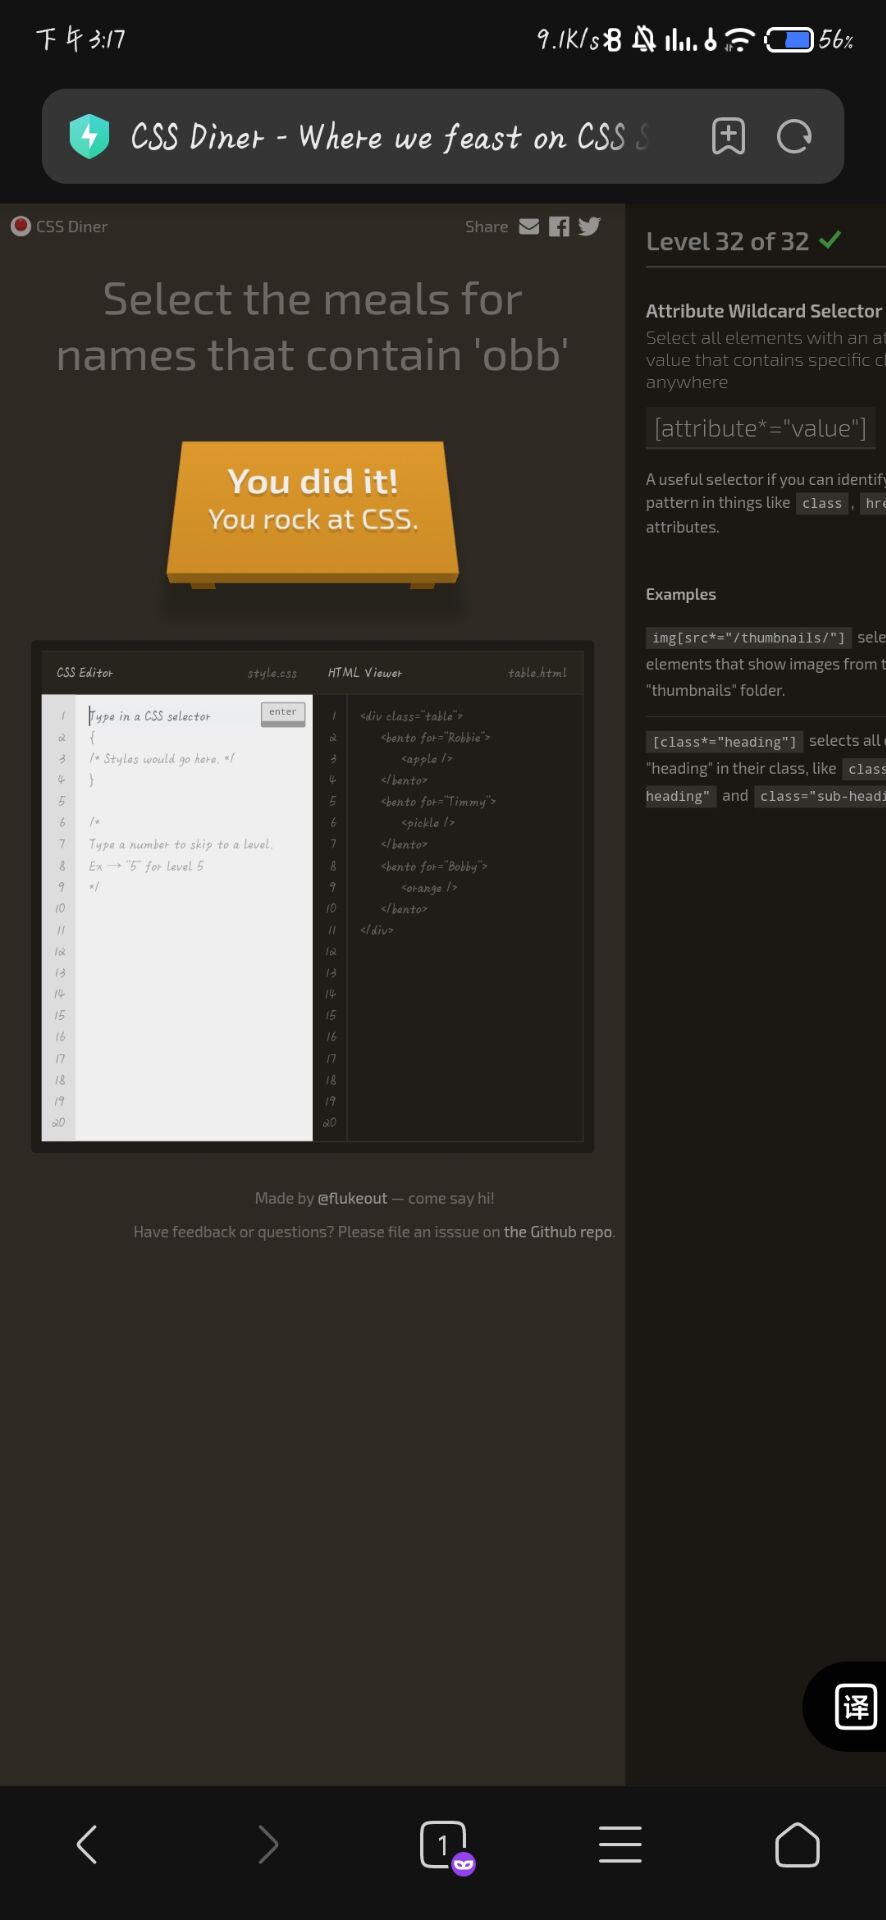 下午3:17
9.1K/s
56%
CSS Diner - Where we feast on CSS S
CSS Diner
Share
Select the meals for
names that contain 'obb'
You did it!
You rock at CSS.
CSS Editor
style.css
HTML Viewer
table.html
1 Type in a CSS selector
enter
2 {
3 /* Styles would go here. */
4 }
5
6 /*
7 Type a number to skip to a level.
8 Ex → "5" for level 5
9 */
10
11
12
13
14
15
16
17
18
19
20
1 <div class="table">
2 <bento for="Robbie">
3 <apple />
4 </bento>
5 <bento for="Timmy">
6 <pickle />
7 </bento>
8 <bento for="Bobby">
9 <orange />
10 </bento>
11 </div>
12
13
14
15
16
17
18
19
20
Made by @flukeout — come say hi!
Have feedback or questions? Please file an isssue on the Github repo.
Level 32 of 32
Attribute Wildcard Selector
Select all elements with an a
value that contains specific c
anywhere
[attribute*="value"]
A useful selector if you can identify
pattern in things like class , hre
attributes.
Examples
img[src*="/thumbnails/"] sele
elements that show images from t
"thumbnails" folder.
[class*="heading"] selects all
"heading" in their class, like class
heading" and class="sub-headi
译
1